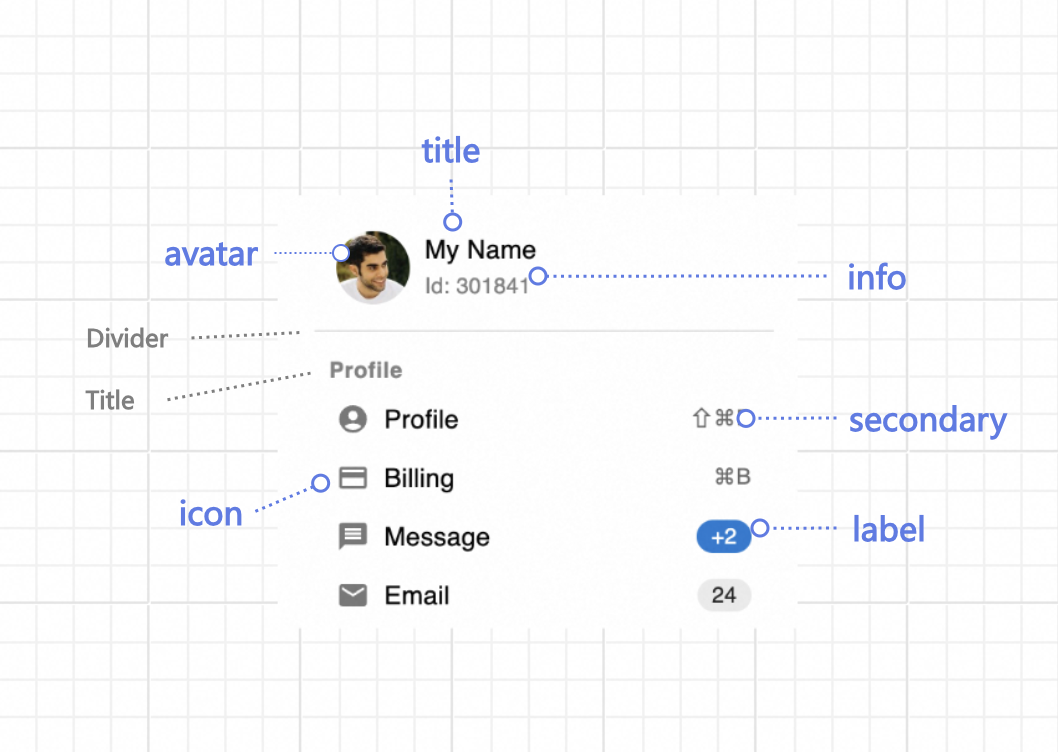 title
avatar
My Name
Id: 301841
info
Divider
Title
Profile
Profile
⇧⌘
secondary
Billing
⌘B
icon
Message
+2
label
Email
24